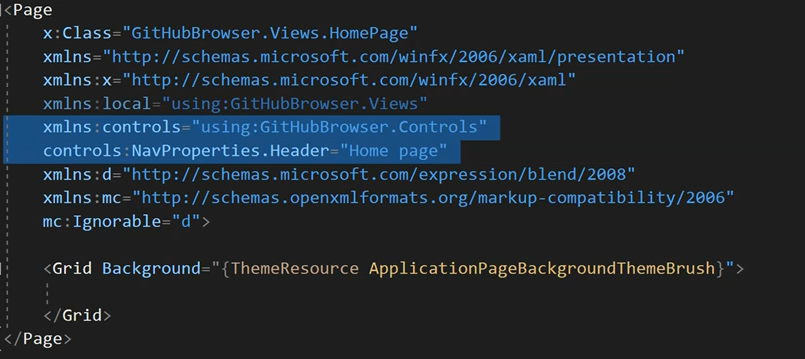 <Page
x:Class="GitHubBrowser.Views.HomePage"
xmlns="http://schemas.microsoft.com/winfx/2006/xaml/presentation"
xmlns:x="http://schemas.microsoft.com/winfx/2006/xaml"
xmlns:local="using:GitHubBrowser.Views"
xmlns:controls="using:GitHubBrowser.Controls"
controls:NavProperties.Header="Home page"
xmlns:d="http://schemas.microsoft.com/expression/blend/2008"
xmlns:mc="http://schemas.openxmlformats.org/markup-compatibility/2006"
mc:Ignorable="d">
<Grid Background="{ThemeResource ApplicationPageBackgroundThemeBrush}">
</Grid>
</Page>